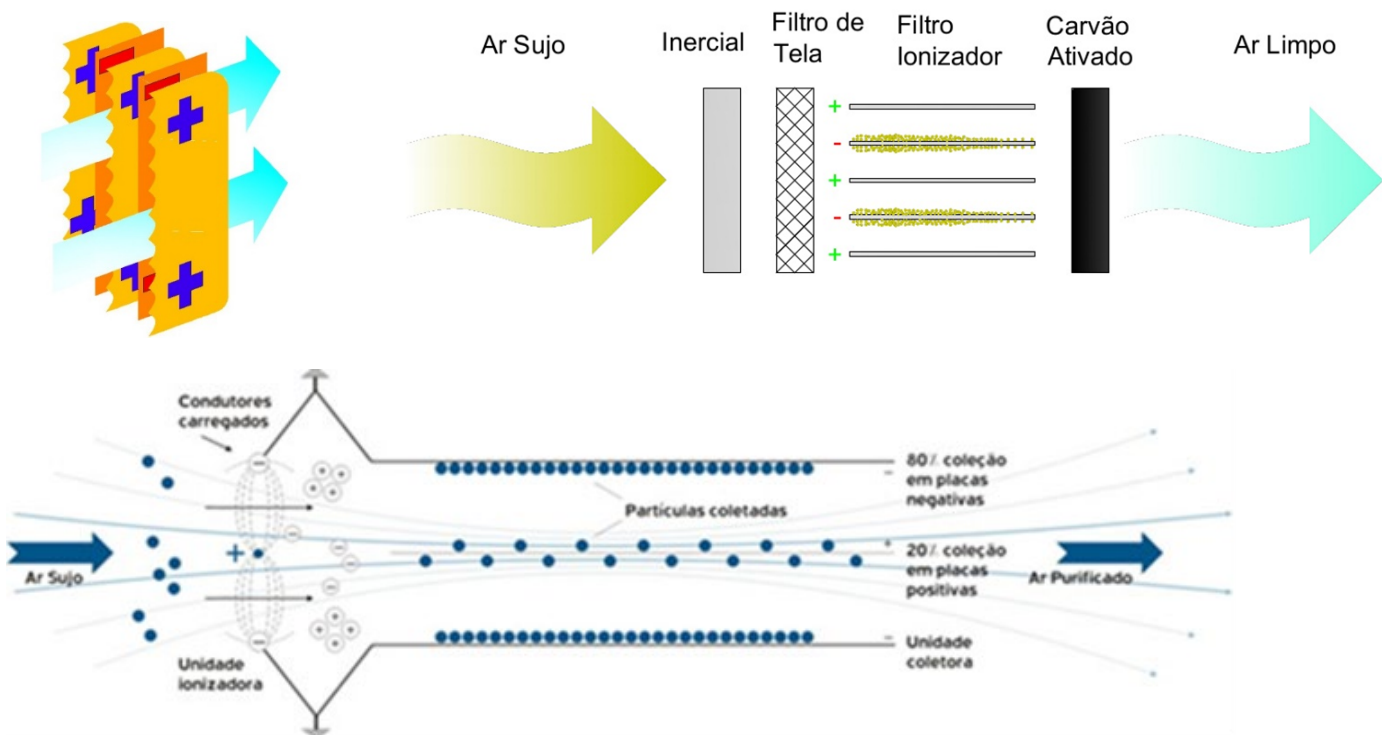 Ar Sujo
Inercial
Filtro de
Tela
Filtro
Ionizador
Carvão
Ativado
Ar Limpo
+
-
+
-
+
Condutores
carregados
80% coleção
em placas
negativas
Partículas coletadas
20% coleção
em placas
positivas
Ar Sujo
Ar Purificado
Unidade
ionizadora
Unidade
coletora